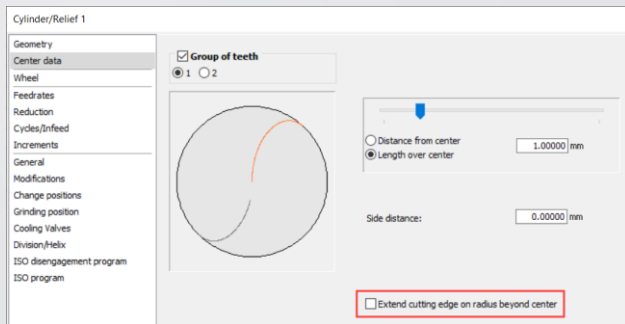 Cylinder/Relief 1
Geometry
Center data
Wheel
Feedrates
Reduction
Cycles/Infeed
Increments
General
Modifications
Change positions
Grinding position
Cooling Valves
Division/Helix
ISO disengagement program
ISO program
Group of teeth
1 2
Distance from center
Length over center
1.00000 mm
Side distance: 0.00000 mm
Extend cutting edge on radius beyond center